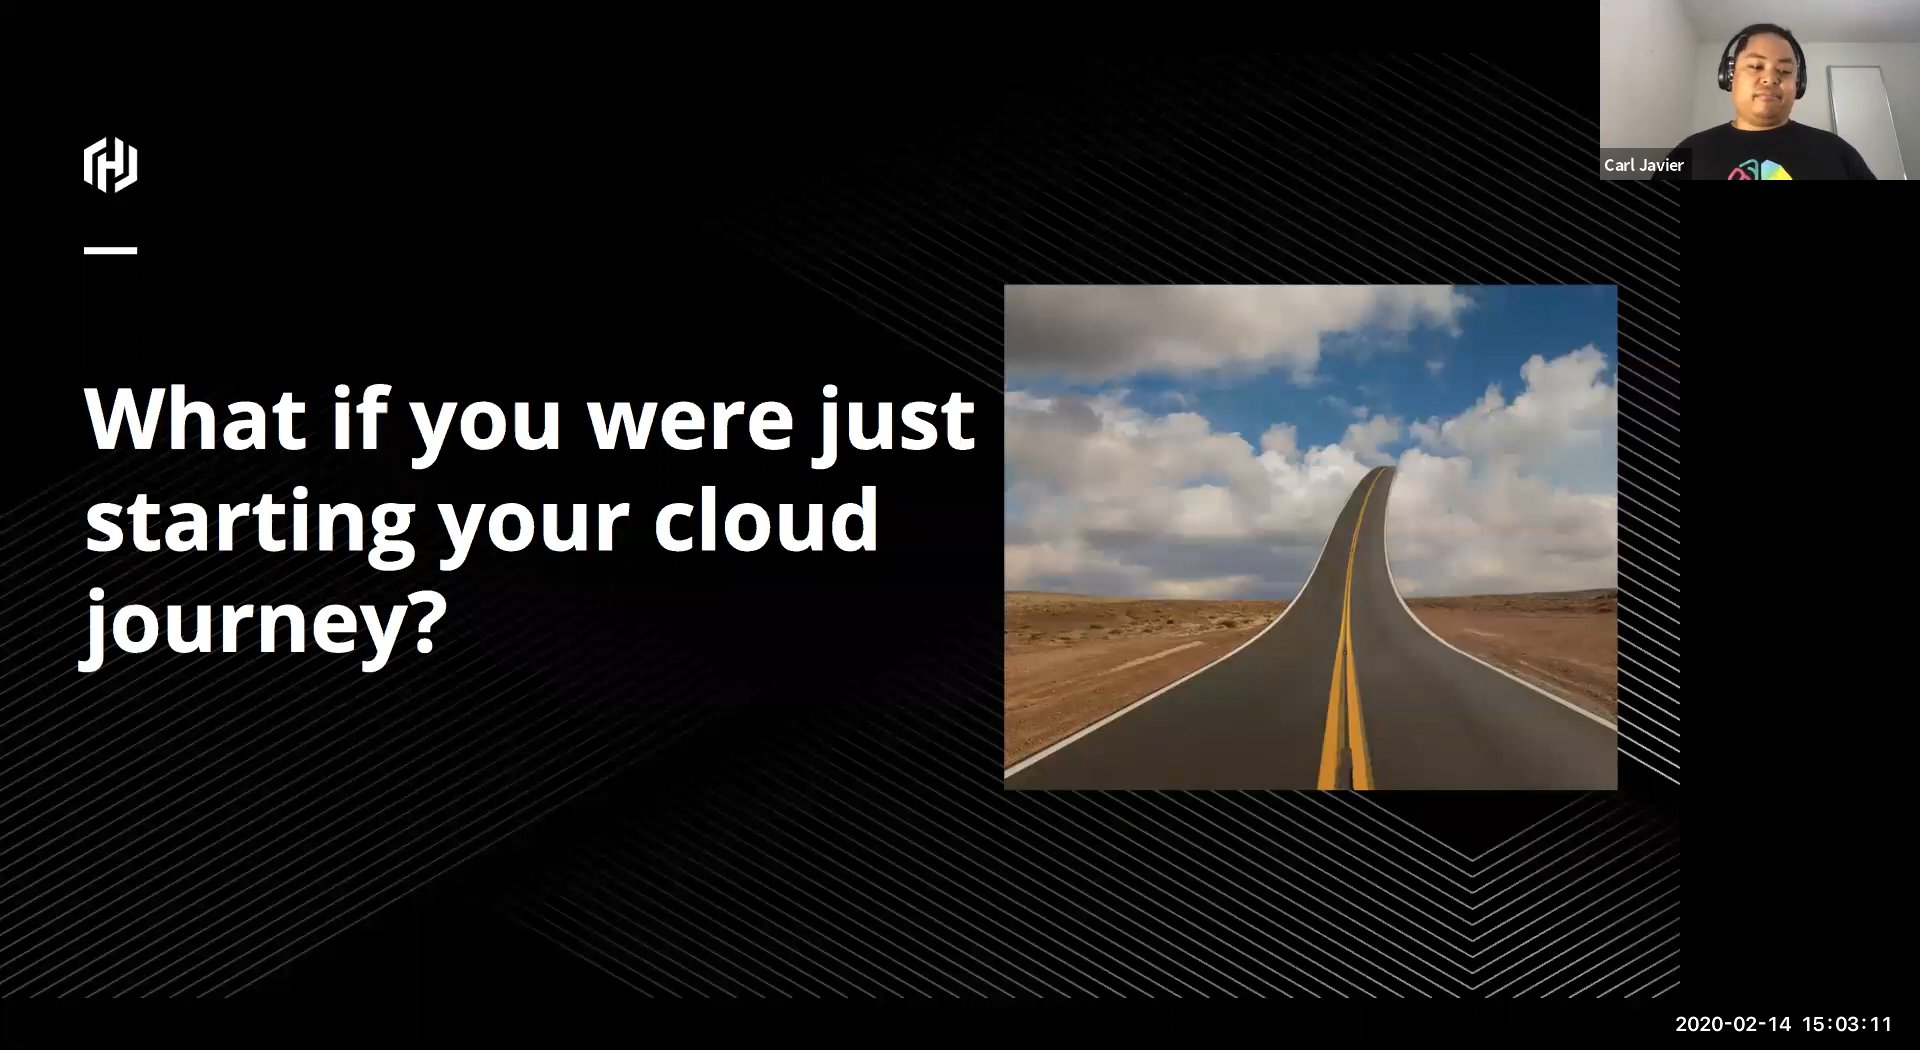 Carl Javier
What if you were just
starting your cloud
journey?
2020-02-14 15:03:11